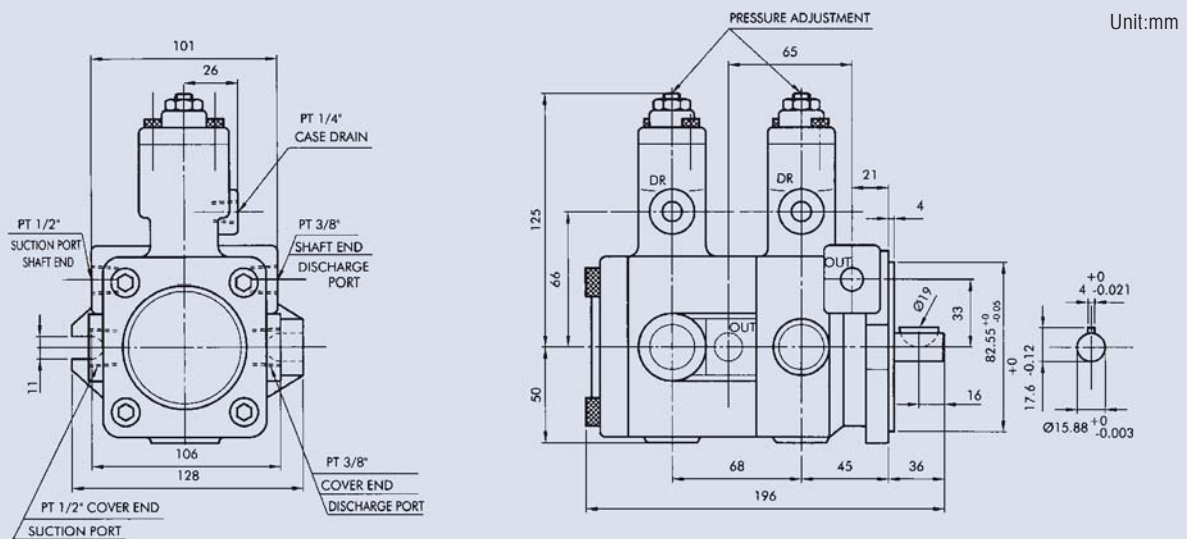 Unit:mm
PRESSURE ADJUSTMENT
101
26
PT 1/4"
CASE DRAIN
PT 1/2"
SUCTION PORT
SHAFT END
PT 3/8"
SHAFT END
DISCHARGE
PORT
11
106
128
PT 3/8"
COVER END
DISCHARGE PORT
PT 1/2" COVER END
SUCTION PORT
65
125
66
50
DR
DR
21
4
OUT
OUT
Ø19
33
82.55 +0 -0.05
16
68
45
36
196
4 +0 -0.021
17.6 +0 -0.12
Ø15.88 +0 -0.003